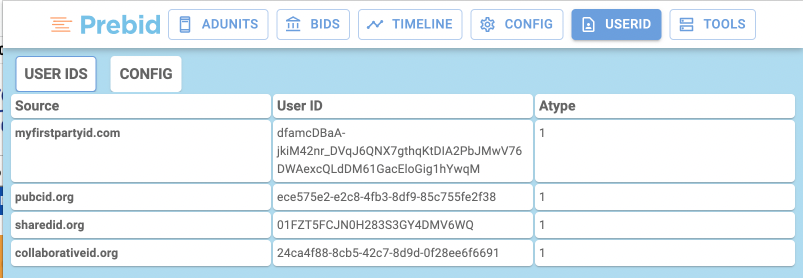 Prebid ADUNITS BIDS TIMELINE CONFIG USERID TOOLS
USER IDS CONFIG
Source User ID Atype
myfirstpartyid.com dfamcDBaA- 1
jkiM42nr_DVqJ6QNX7gthqKtDIA2PbJMwV76
DWAexcQLdDM61GacEloGig1hYwqM
pubcid.org ece575e2-e2c8-4fb3-8df9-85c755fe2f38 1
sharedid.org 01FZT5FCJN0H283S3GY4DMV6WQ 1
collaborativeid.org 24ca4f88-8cb5-42c7-8d9d-0f28ee6f6691 1